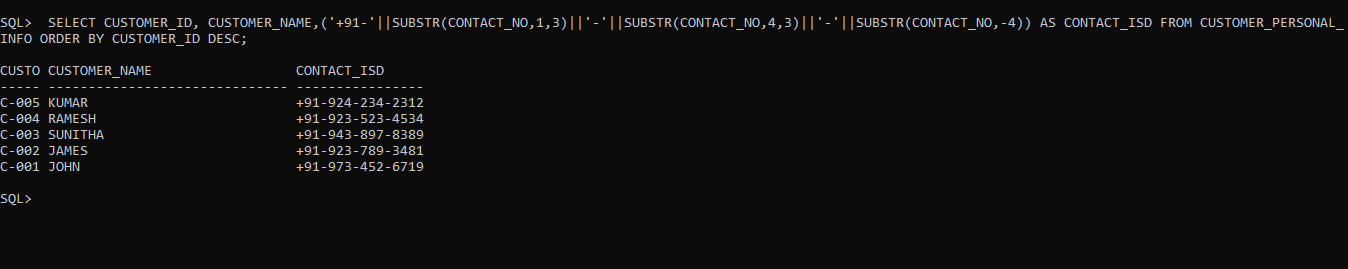 SQL>  SELECT CUSTOMER_ID, CUSTOMER_NAME,('+91-'||SUBSTR(CONTACT_NO,1,3)||'-'||SUBSTR(CONTACT_NO,4,3)||'-'||SUBSTR(CONTACT_NO,-4)) AS CONTACT_ISD FROM CUSTOMER_PERSONAL_
INFO ORDER BY CUSTOMER_ID DESC;
CUSTO CUSTOMER_NAME                  CONTACT_ISD
----- ------------------------------ ----------------
C-005 KUMAR                          +91-924-234-2312
C-004 RAMESH                         +91-923-523-4534
C-003 SUNITHA                        +91-943-897-8389
C-002 JAMES                          +91-923-789-3481
C-001 JOHN                           +91-973-452-6719
SQL>